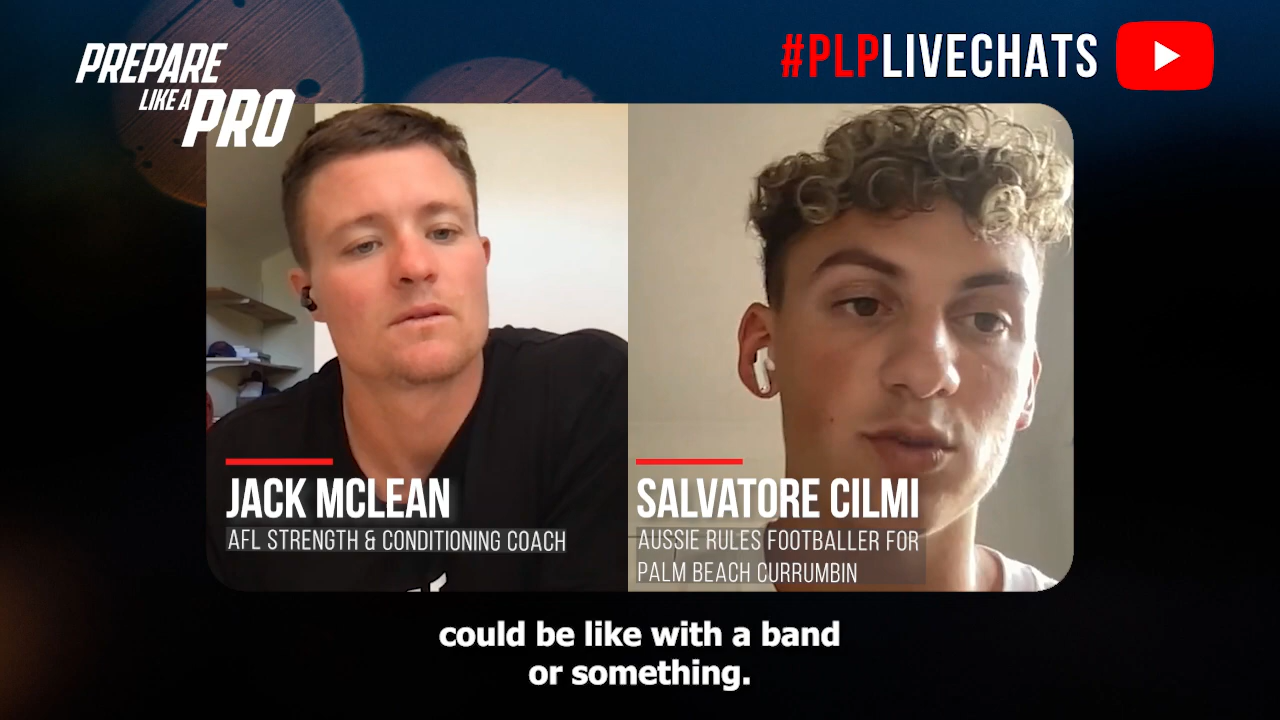 PREPARE
LIKE A
PRO
#PLPLIVECHATS
JACK MCLEAN
AFL STRENGTH & CONDITIONING COACH
SALVATORE CILMI
AUSSIE RULES FOOTBALLER FOR
PALM BEACH CURRUMBIN
could be like with a band
or something.